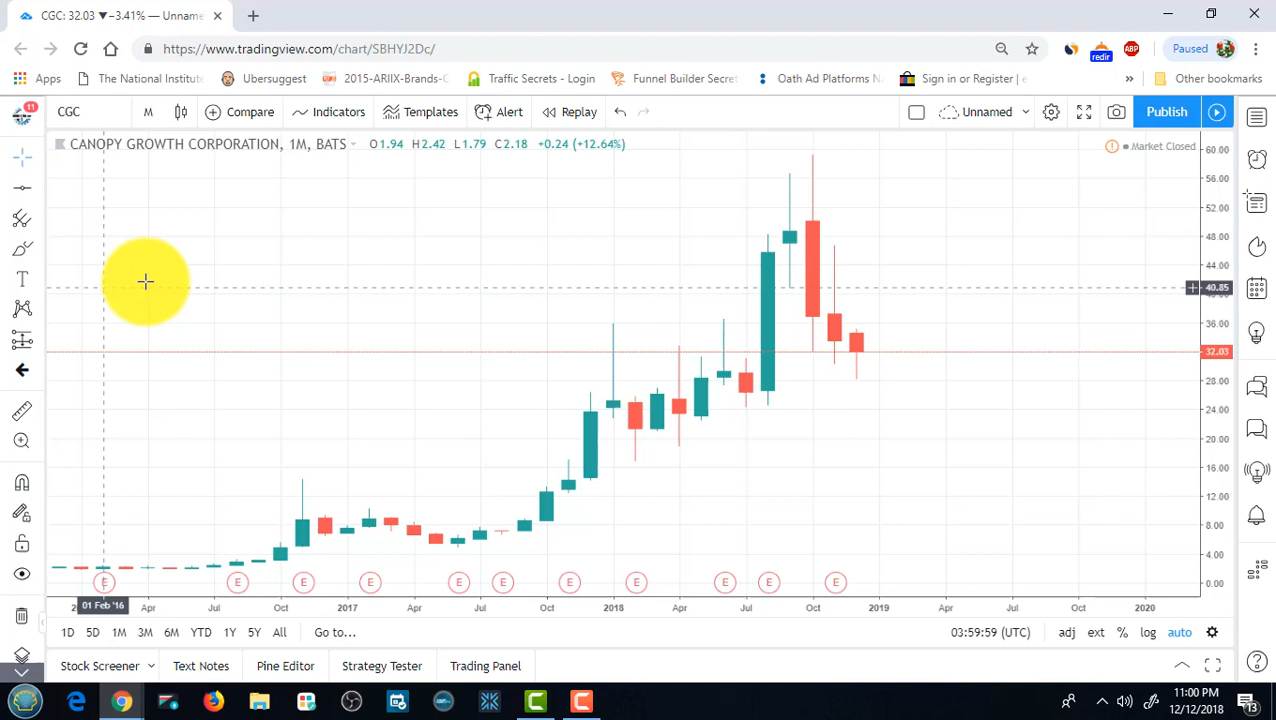 CGC: 32.03 ▼−3.41% — Unname
https://www.tradingview.com/chart/SBHYJ2Dc/
redir
ABP
Paused
Apps The National Institute Ubersuggest 2015-ARIIX-Brands- Traffic Secrets - Login Funnel Builder Secret Oath Ad Platforms Na Sign in or Register | e » Other bookmarks
11
CGC M Compare Indicators Templates Alert Replay Unnamed Publish
CANOPY GROWTH CORPORATION, 1M, BATS O1.94 H2.42 L1.79 C2.18 +0.24 (+12.64%) Market Closed
60.00
56.00
52.00
48.00
44.00
40.85
36.00
32.03
28.00
24.00
20.00
16.00
12.00
8.00
4.00
0.00
E E E E E E E E E E E
01 Feb '16 Apr Jul Oct 2017 Apr Jul Oct 2018 Apr Jul Oct 2019 Apr Jul Oct 2020
1D 5D 1M 3M 6M YTD 1Y 5Y All Go to... 03:59:59 (UTC) adj ext % log auto
Stock Screener Text Notes Pine Editor Strategy Tester Trading Panel
11:00 PM
12/12/2018
13